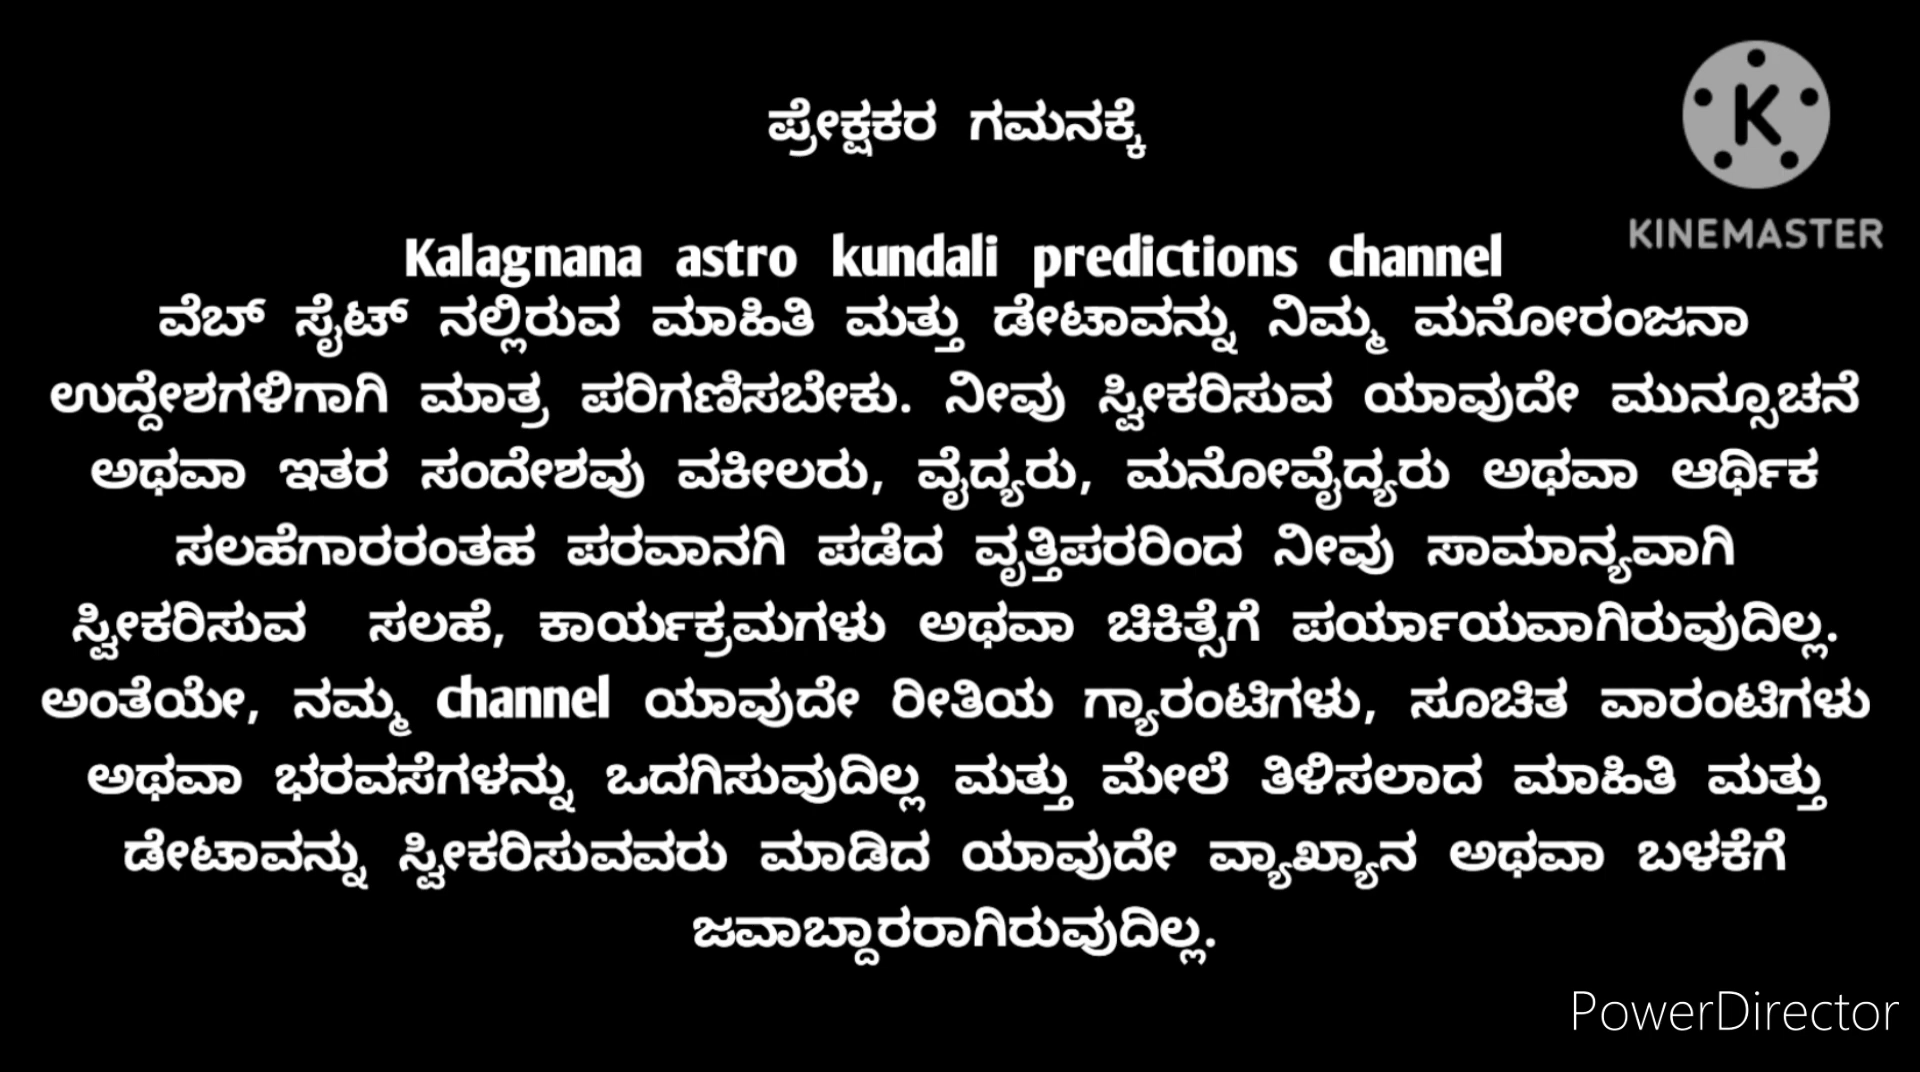 ಪ್ರೇಕ್ಷಕರ ಗಮನಕ್ಕೆ
K
KINEMASTER
Kalagnana astro kundali predictions channel
ವೆಬ್ ಸೈಟ್ ನಲ್ಲಿರುವ ಮಾಹಿತಿ ಮತ್ತು ಡೇಟಾವನ್ನು ನಿಮ್ಮ ಮನೋರಂಜನಾ
ಉದ್ದೇಶಗಳಿಗಾಗಿ ಮಾತ್ರ ಪರಿಗಣಿಸಬೇಕು. ನೀವು ಸ್ವೀಕರಿಸುವ ಯಾವುದೇ ಮುನ್ಸೂಚನೆ
ಅಥವಾ ಇತರ ಸಂದೇಶವು ವಕೀಲರು, ವೈದ್ಯರು, ಮನೋವೈದ್ಯರು ಅಥವಾ ಆರ್ಥಿಕ
ಸಲಹೆಗಾರರಂತಹ ಪರವಾನಗಿ ಪಡೆದ ವೃತ್ತಿಪರರಿಂದ ನೀವು ಸಾಮಾನ್ಯವಾಗಿ
ಸ್ವೀಕರಿಸುವ ಸಲಹೆ, ಕಾರ್ಯಕ್ರಮಗಳು ಅಥವಾ ಚಿಕಿತ್ಸೆಗೆ ಪರ್ಯಾಯವಾಗಿರುವುದಿಲ್ಲ.
ಅಂತೆಯೇ, ನಮ್ಮ channel ಯಾವುದೇ ರೀತಿಯ ಗ್ಯಾರಂಟಿಗಳು, ಸೂಚಿತ ವಾರಂಟಿಗಳು
ಅಥವಾ ಭರವಸೆಗಳನ್ನು ಒದಗಿಸುವುದಿಲ್ಲ ಮತ್ತು ಮೇಲೆ ತಿಳಿಸಲಾದ ಮಾಹಿತಿ ಮತ್ತು
ಡೇಟಾವನ್ನು ಸ್ವೀಕರಿಸುವವರು ಮಾಡಿದ ಯಾವುದೇ ವ್ಯಾಖ್ಯಾನ ಅಥವಾ ಬಳಕೆಗೆ
ಜವಾಬ್ದಾರರಾಗಿರುವುದಿಲ್ಲ.
PowerDirector